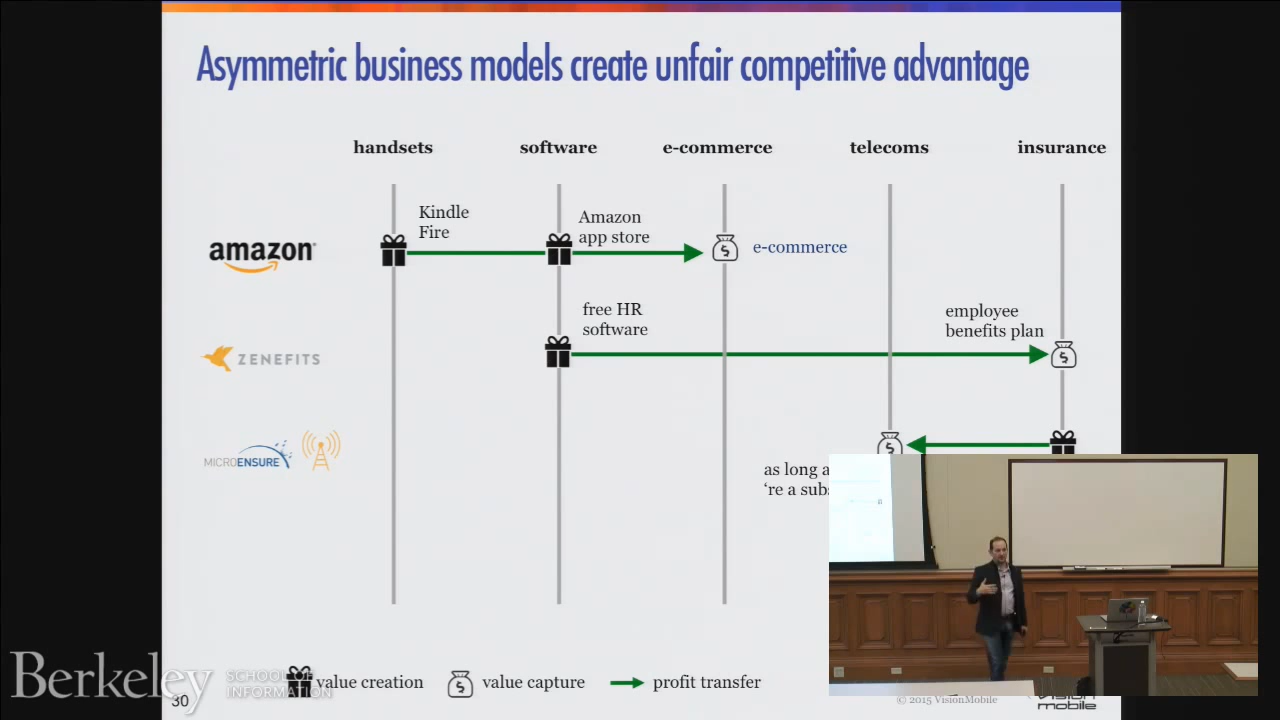 Asymmetric business models create unfair competitive advantage
handsets software e-commerce telecoms insurance
Kindle
Fire
Amazon
app store
amazon
e-commerce
free HR
software
employee
benefits plan
ZENEFITS
MICROENSURE
as long
're a
Berkeley SCHOOL OF
INFORMATION
value creation value capture profit transfer
30
© 2015 VisionMobile
vision
mobile